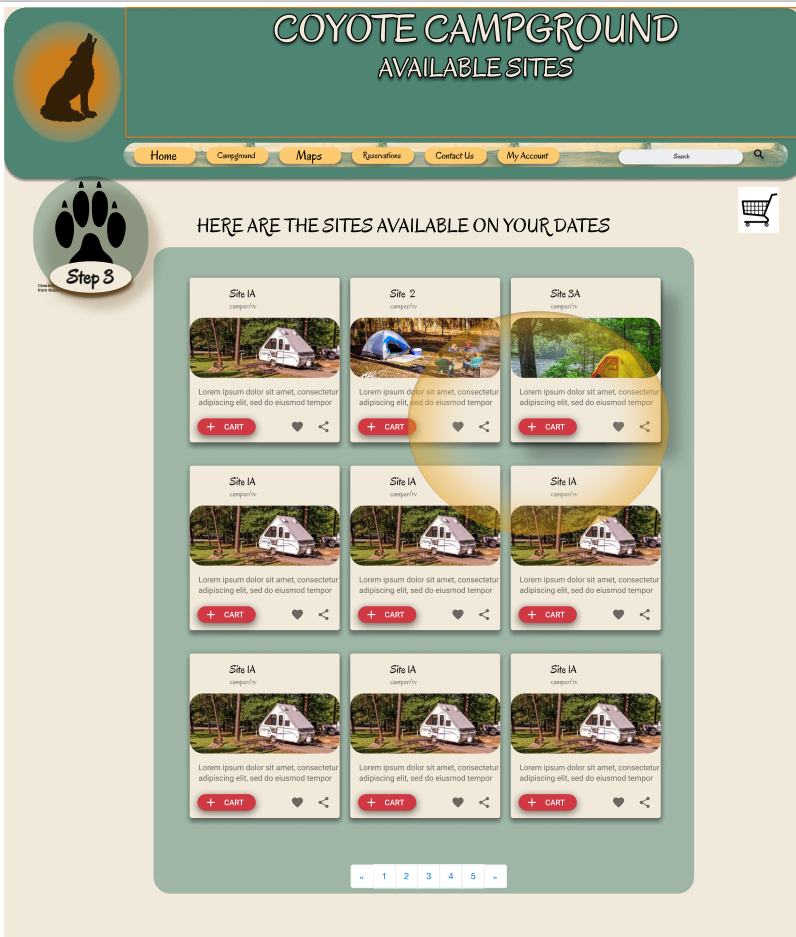 COYOTE CAMPGROUND
AVAILABLE SITES
Home Campground Maps Reservations Contact Us My Account Search
HERE ARE THE SITES AVAILABLE ON YOUR DATES
Step 3
Site 1A
camper/rv
Lorem ipsum dolor sit amet, consectetur
adipiscing elit, sed do eiusmod tempor
+ CART
Site 2
camper/rv
Lorem ipsum dolor sit amet, consectetur
adipiscing elit, sed do eiusmod tempor
+ CART
Site 3A
camper/rv
Lorem ipsum dolor sit amet, consectetur
adipiscing elit, sed do eiusmod tempor
+ CART
Site 1A
camper/rv
Lorem ipsum dolor sit amet, consectetur
adipiscing elit, sed do eiusmod tempor
+ CART
Site 1A
camper/rv
Lorem ipsum dolor sit amet, consectetur
adipiscing elit, sed do eiusmod tempor
+ CART
Site 1A
camper/rv
Lorem ipsum dolor sit amet, consectetur
adipiscing elit, sed do eiusmod tempor
+ CART
Site 1A
camper/rv
Lorem ipsum dolor sit amet, consectetur
adipiscing elit, sed do eiusmod tempor
+ CART
Site 1A
camper/rv
Lorem ipsum dolor sit amet, consectetur
adipiscing elit, sed do eiusmod tempor
+ CART
Site 1A
camper/rv
Lorem ipsum dolor sit amet, consectetur
adipiscing elit, sed do eiusmod tempor
+ CART
« 1 2 3 4 5 »